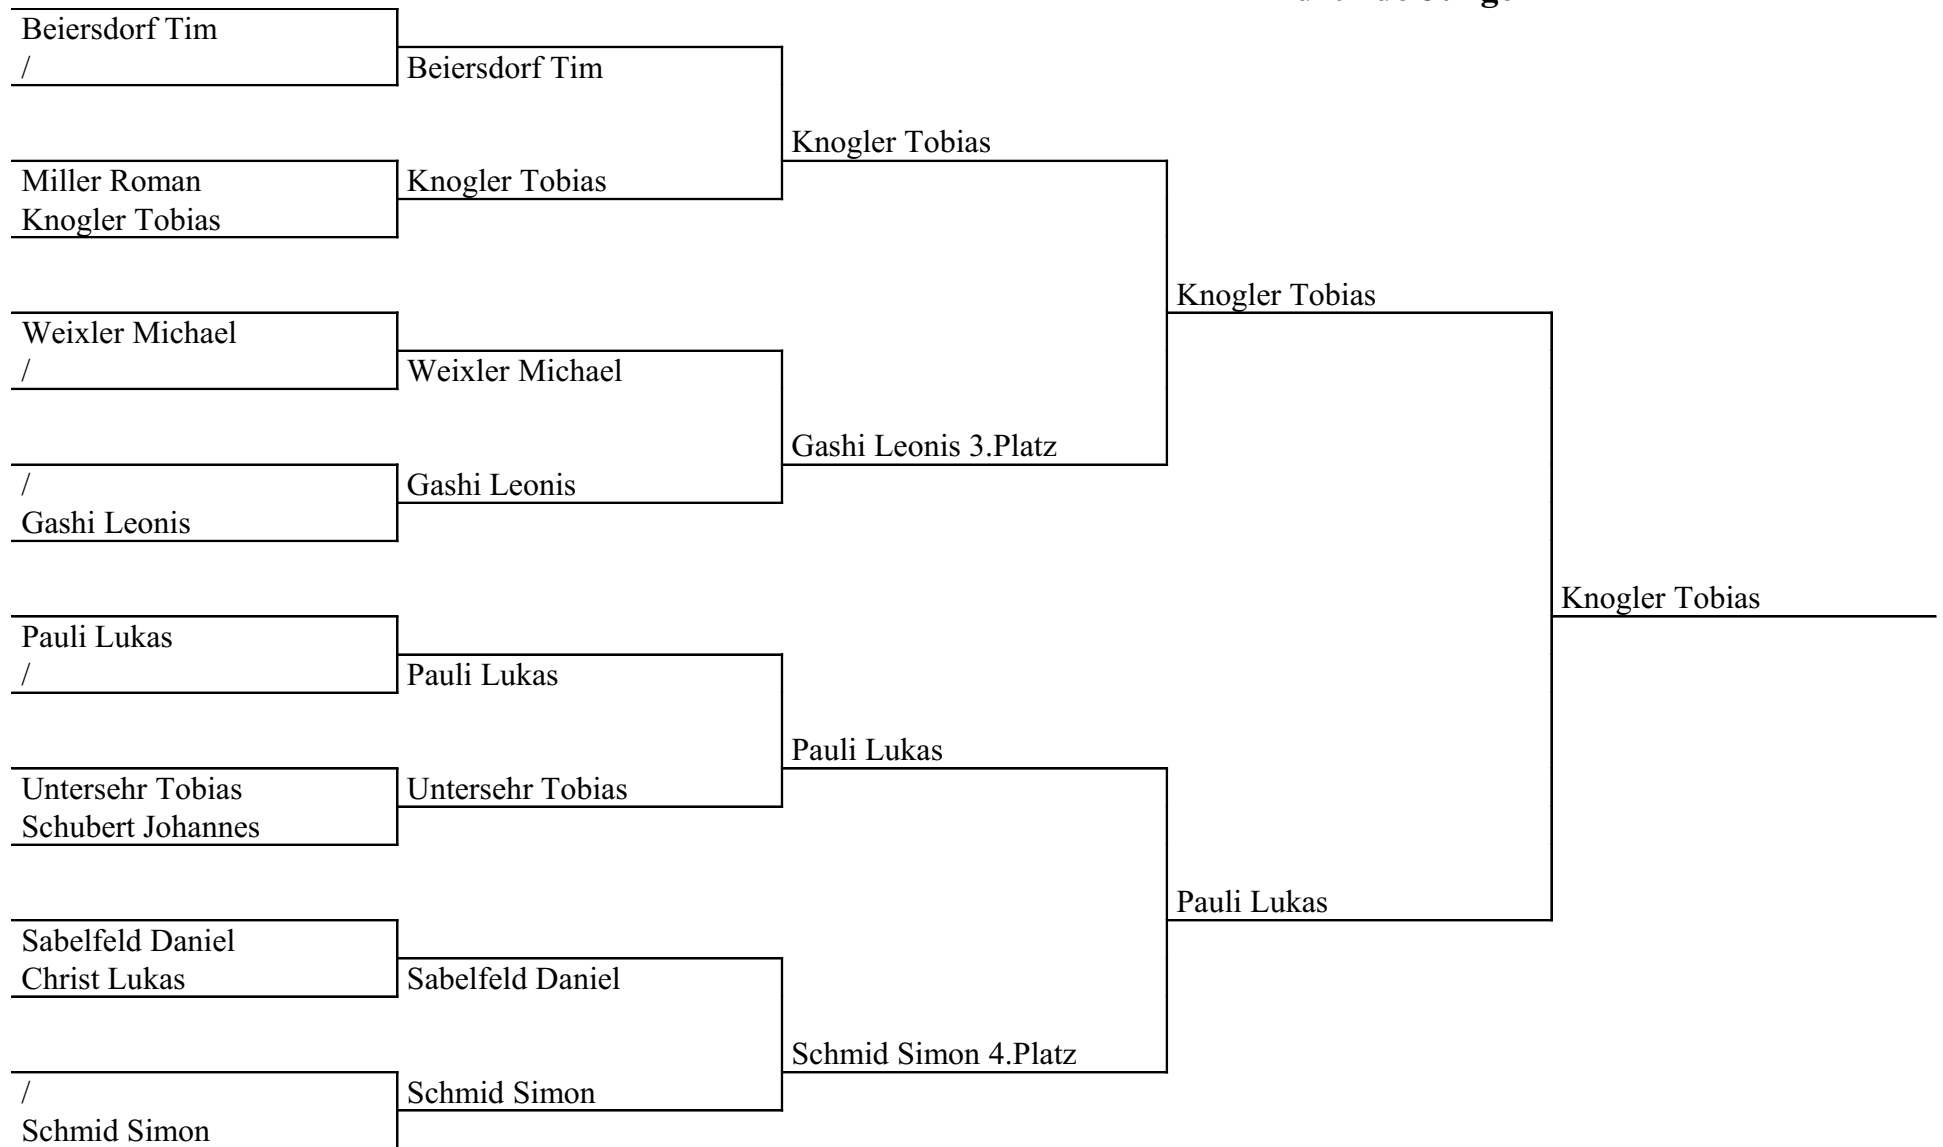 Beiersdorf Tim
/
Beiersdorf Tim
Knogler Tobias
Miller Roman
Knogler Tobias
Knogler Tobias
Knogler Tobias
Weixler Michael
/
Weixler Michael
Gashi Leonis 3.Platz
/
Gashi Leonis
Gashi Leonis
Knogler Tobias
Pauli Lukas
/
Pauli Lukas
Pauli Lukas
Untersehr Tobias
Untersehr Tobias
Schubert Johannes
Pauli Lukas
Sabelfeld Daniel
Christ Lukas
Sabelfeld Daniel
Schmid Simon 4.Platz
/
Schmid Simon
Schmid Simon